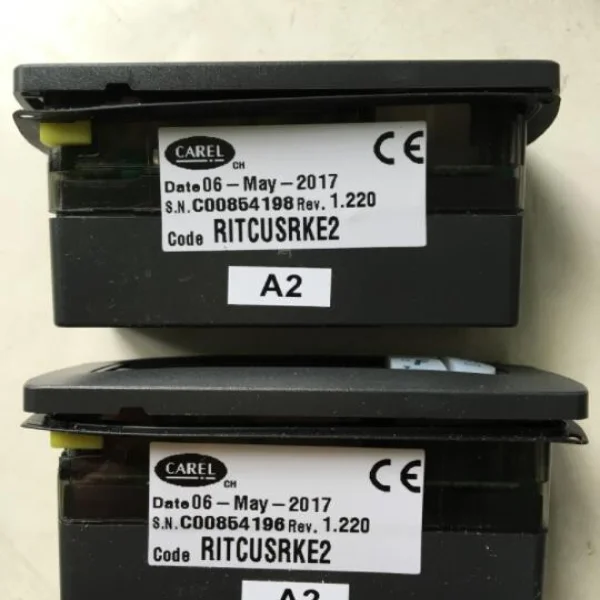 CAREL
CH
CE
Date 06-May-2017
S.N. C00854198 Rev. 1.220
Code RITCUSRKE2
A2
CAREL
CH
CE
Date 06-May-2017
S.N. C00854196 Rev. 1.220
Code RITCUSRKE2
A2